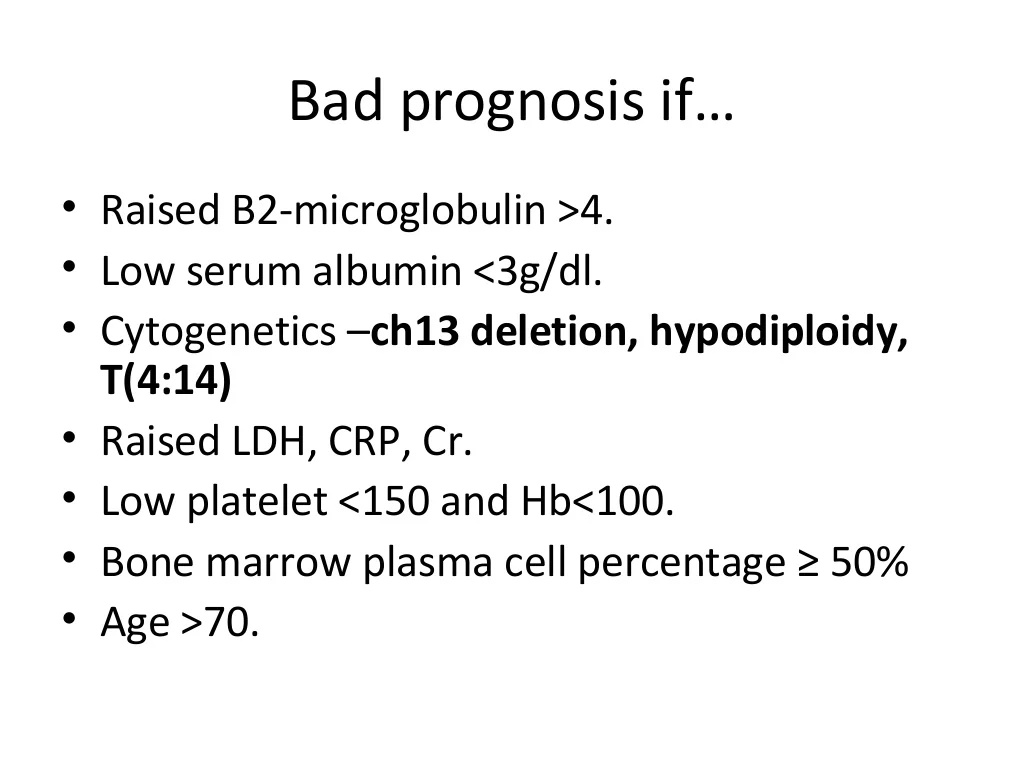 Bad prognosis if…
• Raised B2-microglobulin >4.
• Low serum albumin <3g/dl.
• Cytogenetics –ch13 deletion, hypodiploidy,
T(4:14)
• Raised LDH, CRP, Cr.
• Low platelet <150 and Hb<100.
• Bone marrow plasma cell percentage ≥ 50%
• Age >70.